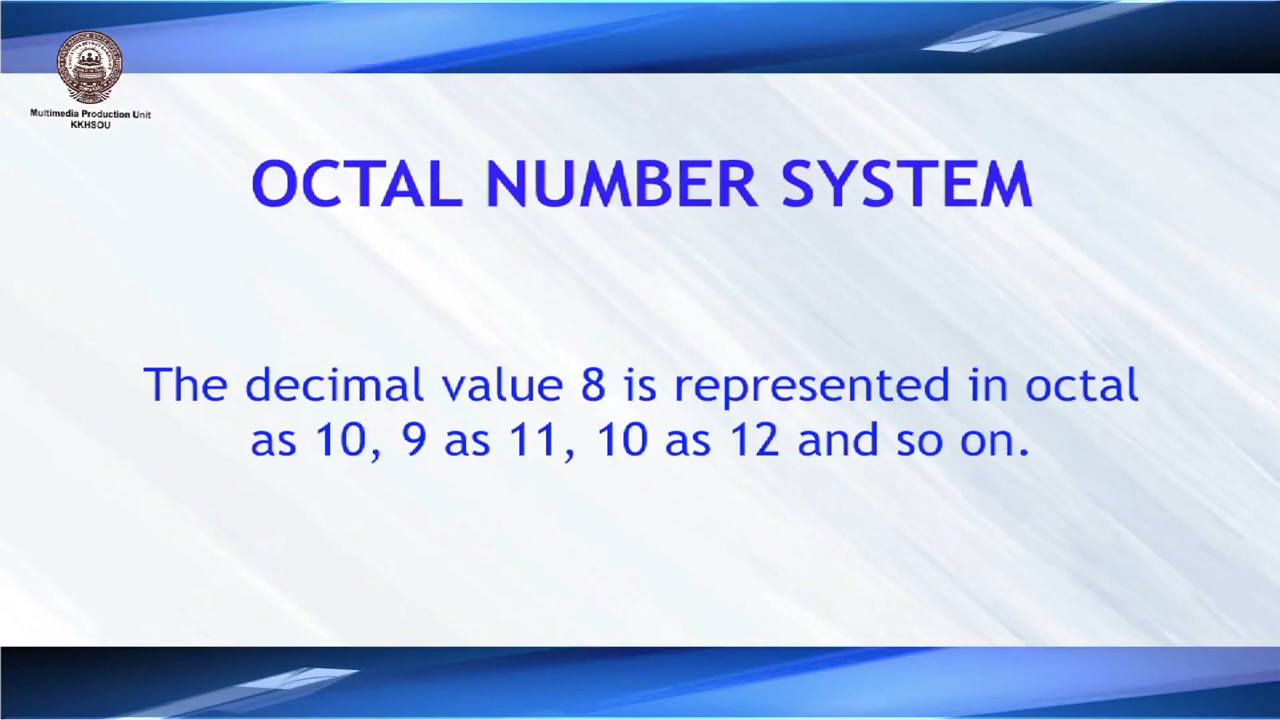 Multimedia Production Unit
KKHSOU
OCTAL NUMBER SYSTEM
The decimal value 8 is represented in octal
as 10, 9 as 11, 10 as 12 and so on.